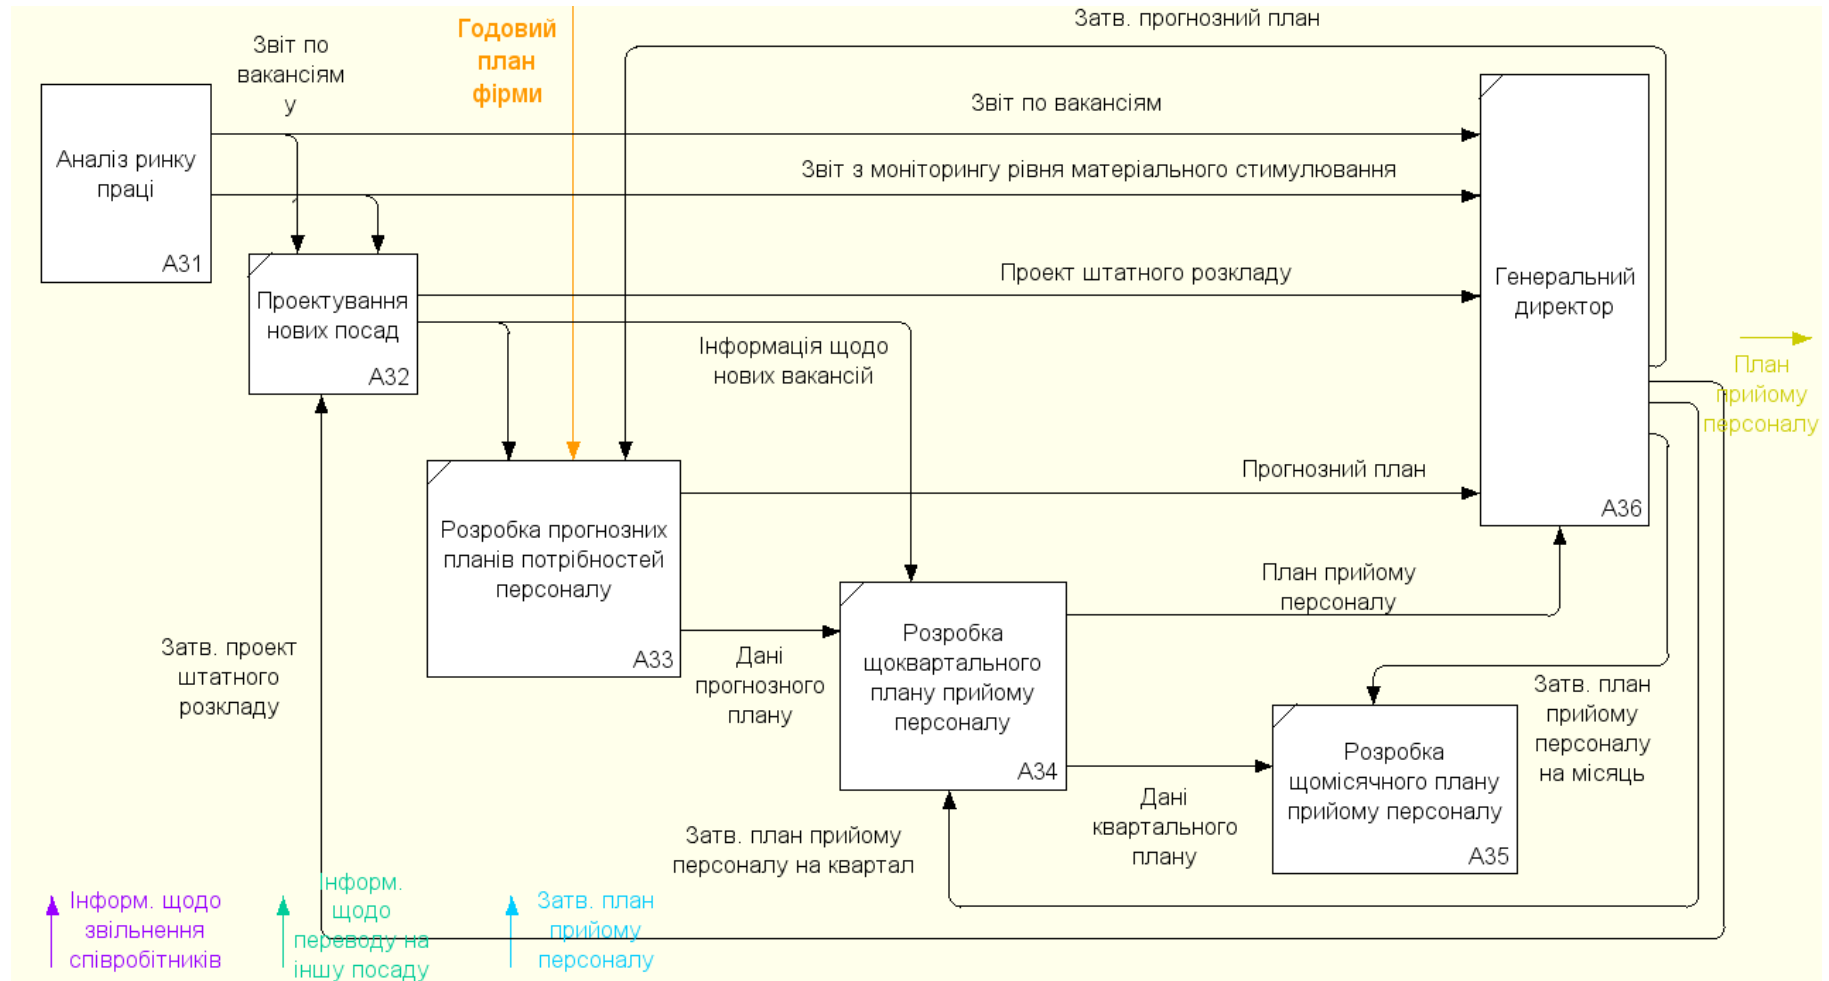 Затв. прогнозний план
Годовий
план
фірми
Звіт по
вакансіям
у
Звіт по вакансіям
Аналіз ринку
праці
A31
Звіт з моніторингу рівня матеріального стимулювання
Проектування
нових посад
A32
Проект штатного розкладу
Генеральний
директор
A36
Інформація щодо
нових вакансій
План
прийому
персоналу
Прогнозний план
Розробка прогнозних
планів потрібностей
персоналу
A33
План прийому
персоналу
Затв. проект
штатного
розкладу
Дані
прогнозного
плану
Розробка
щоквартального
плану прийому
персоналу
A34
Затв. план
прийому
персоналу
на місяць
Розробка
щомісячного плану
прийому персоналу
A35
Дані
квартального
плану
Затв. план прийому
персоналу на квартал
Інформ. щодо
звільнення
співробітників
Інформ.
щодо
переводу на
іншу посаду
Затв. план
прийому
персоналу